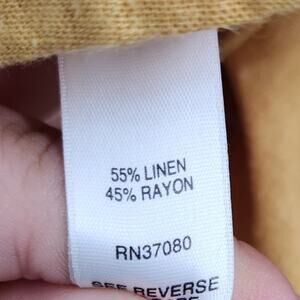 55% LINEN
45% RAYON
RN37080
SEE REVERSE